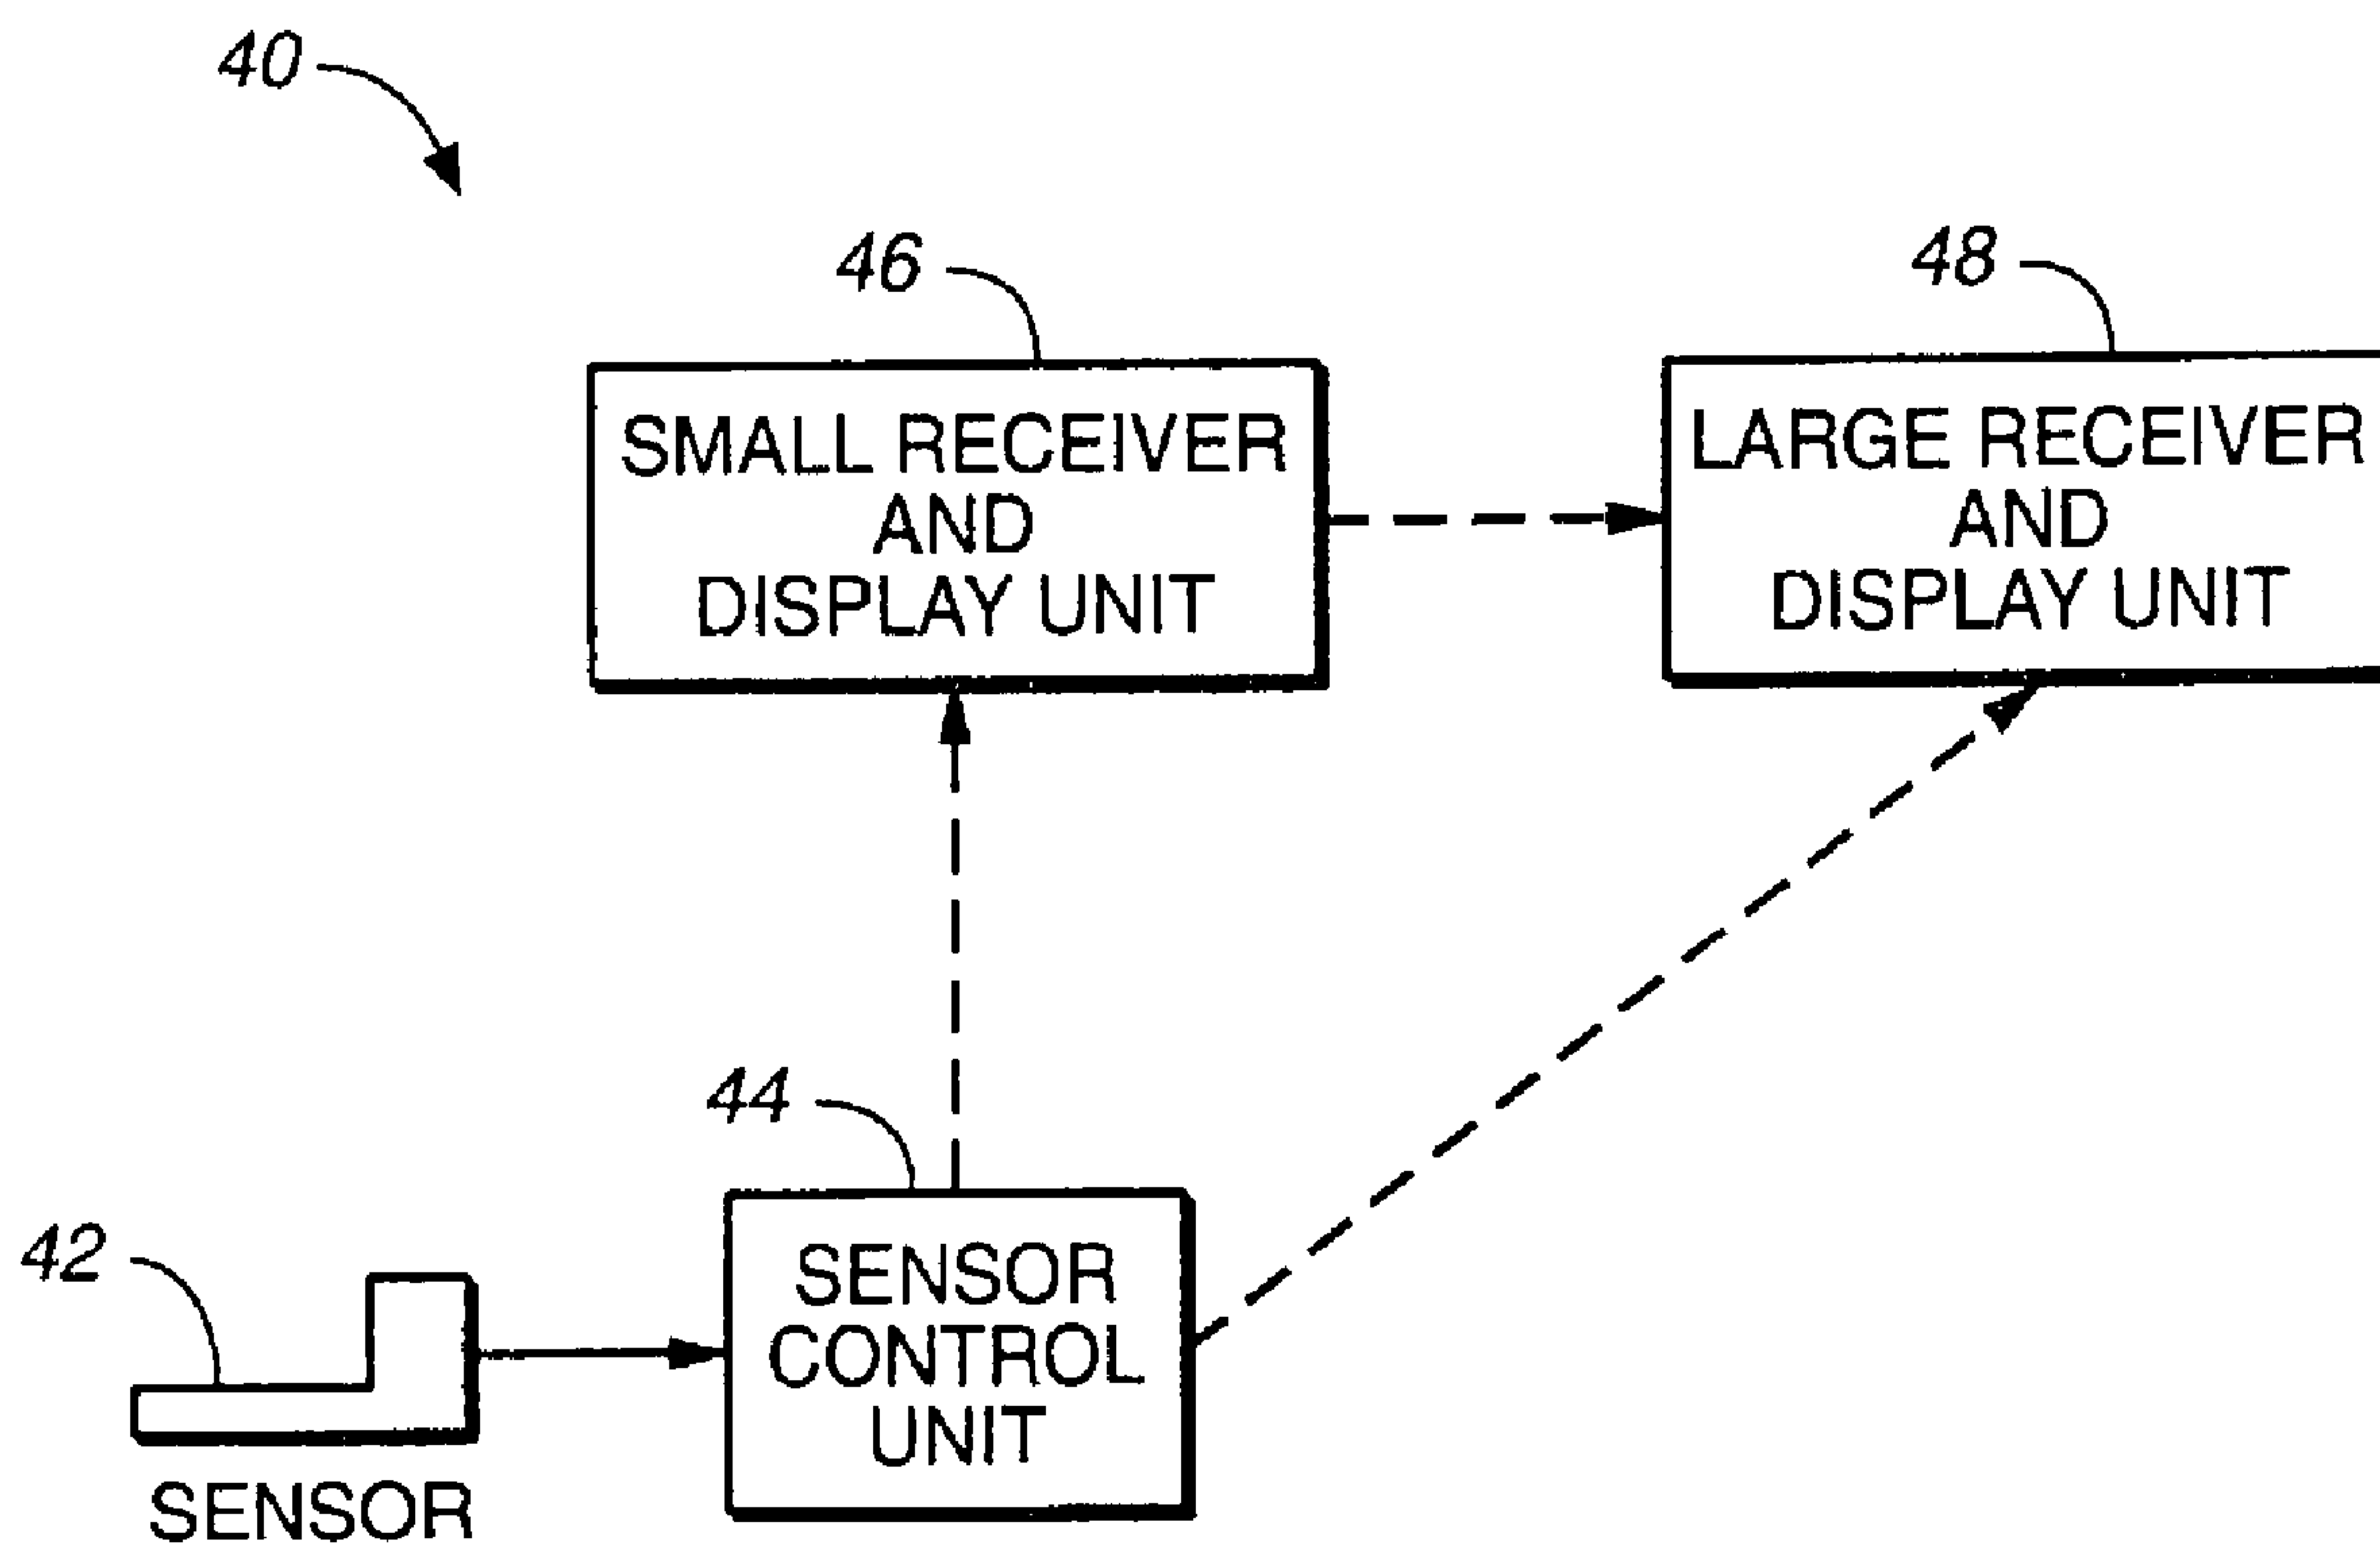 40
46
SMALL RECEIVER
AND
DISPLAY UNIT
48
LARGE RECEIVER
AND
DISPLAY UNIT
44
SENSOR
CONTROL
UNIT
42
SENSOR